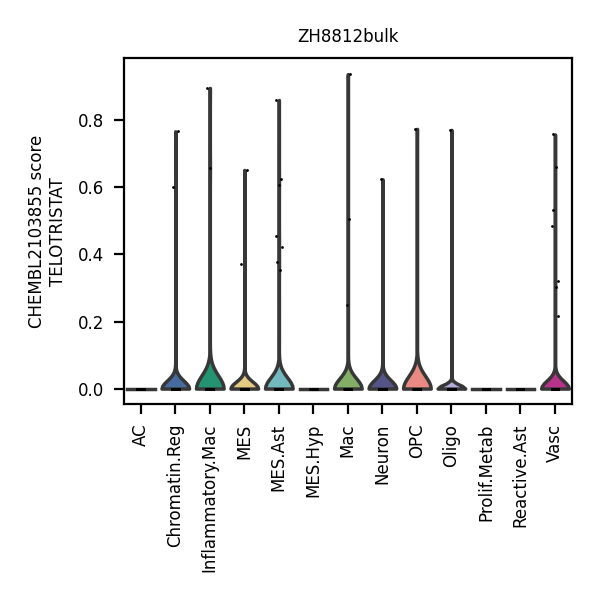 ZH8812bulk
CHEMBL2103855 score
TELOTRISTAT
0.8
0.6
0.4
0.2
0.0
AC
Chromatin.Reg
Inflammatory.Mac
MES
MES.Ast
MES.Hyp
Mac
Neuron
OPC
Oligo
Prolif.Metab
Reactive.Ast
Vasc